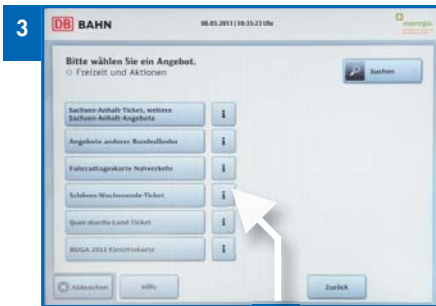 3
DB BAHN
08.03.2011 | 10:35:23 Uhr
marego.
Bitte wählen Sie ein Angebot.
Freizeit und Aktionen
Suchen
Sachsen-Anhalt-Ticket, weitere
Sachsen-Anhalt-Angebote
i
Angebote anderer Bundesländer
i
Fahrradtageskarte Nahverkehr
i
Schönes-Wochenende-Ticket
i
Quer-durchs-Land-Ticket
i
BUGA 2011 Eintrittskarte
i
Abbrechen
Hilfe
Zurück